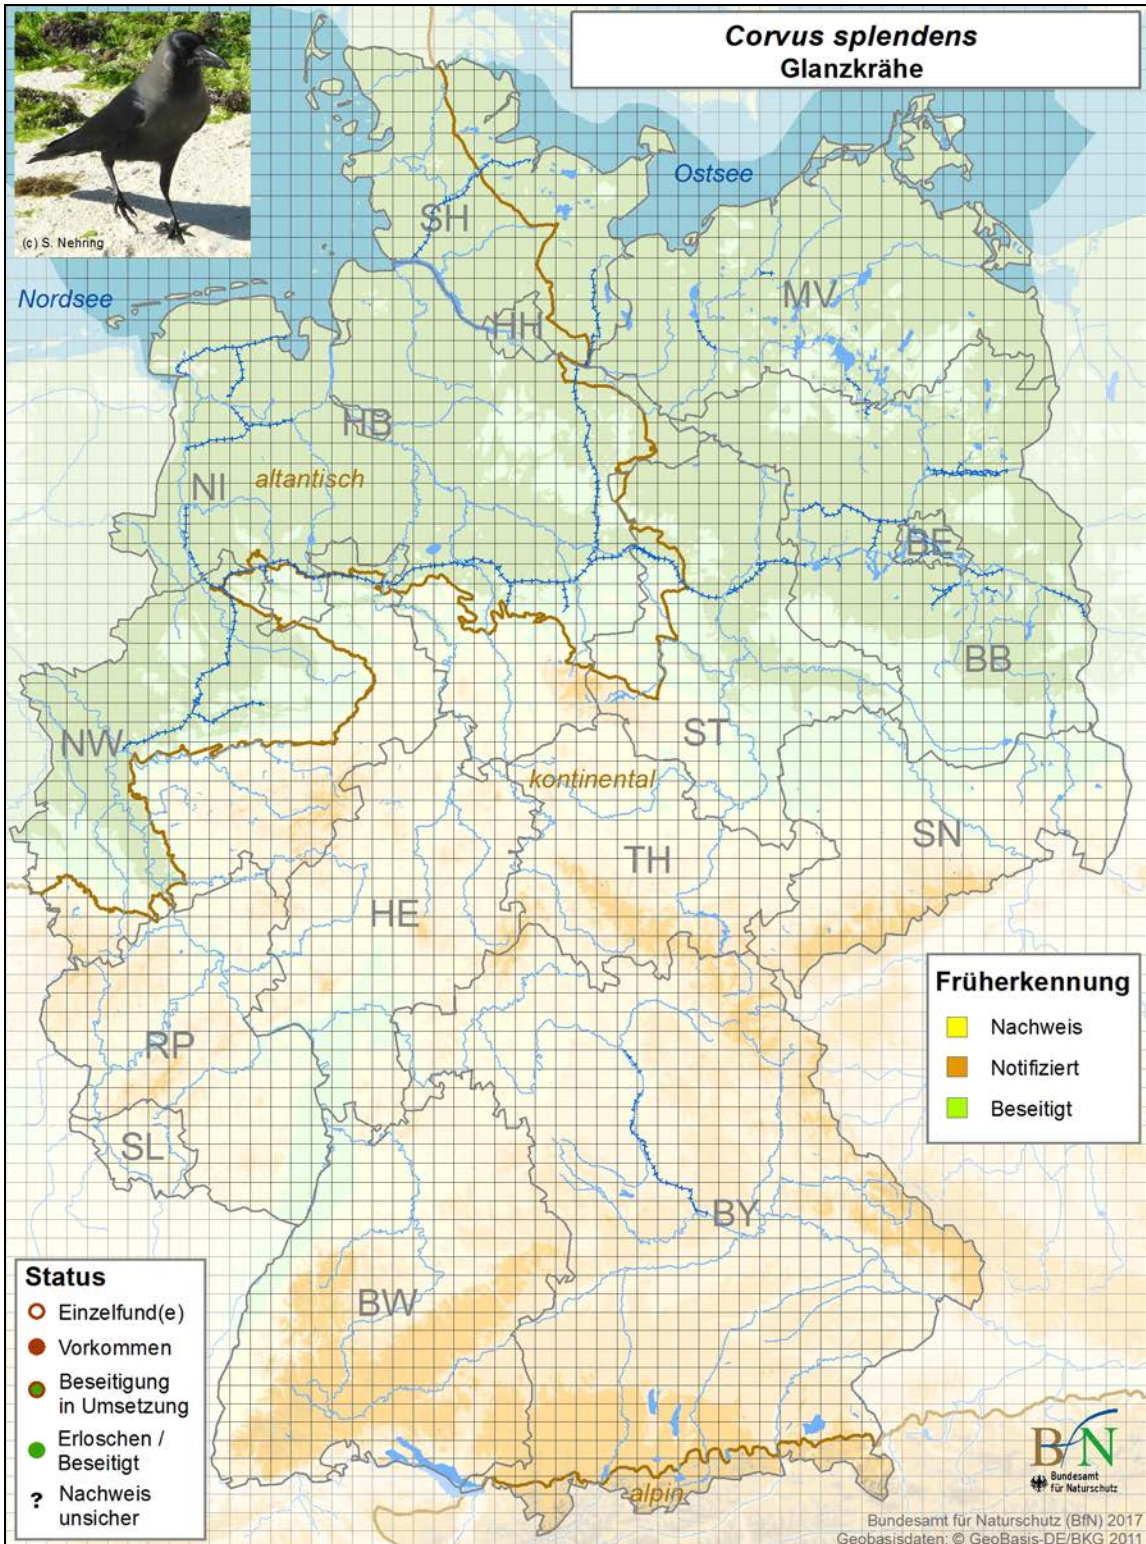 Corvus splendens
Glanzkrähe
(c) S. Nehring
Ostsee
Nordsee
SH
MV
HH
HB
NI
altantisch
BE
BB
NW
ST
kontinental
SN
TH
HE
RP
SL
BY
BW
alpin
Früherkennung
Nachweis
Notifiziert
Beseitigt
Status
Einzelfund(e)
Vorkommen
Beseitigung
in Umsetzung
Erloschen /
Beseitigt
? Nachweis
unsicher
BfN
Bundesamt
für Naturschutz
Bundesamt für Naturschutz (BfN) 2017
Geobasisdaten: © GeoBasis-DE/BKG 2011